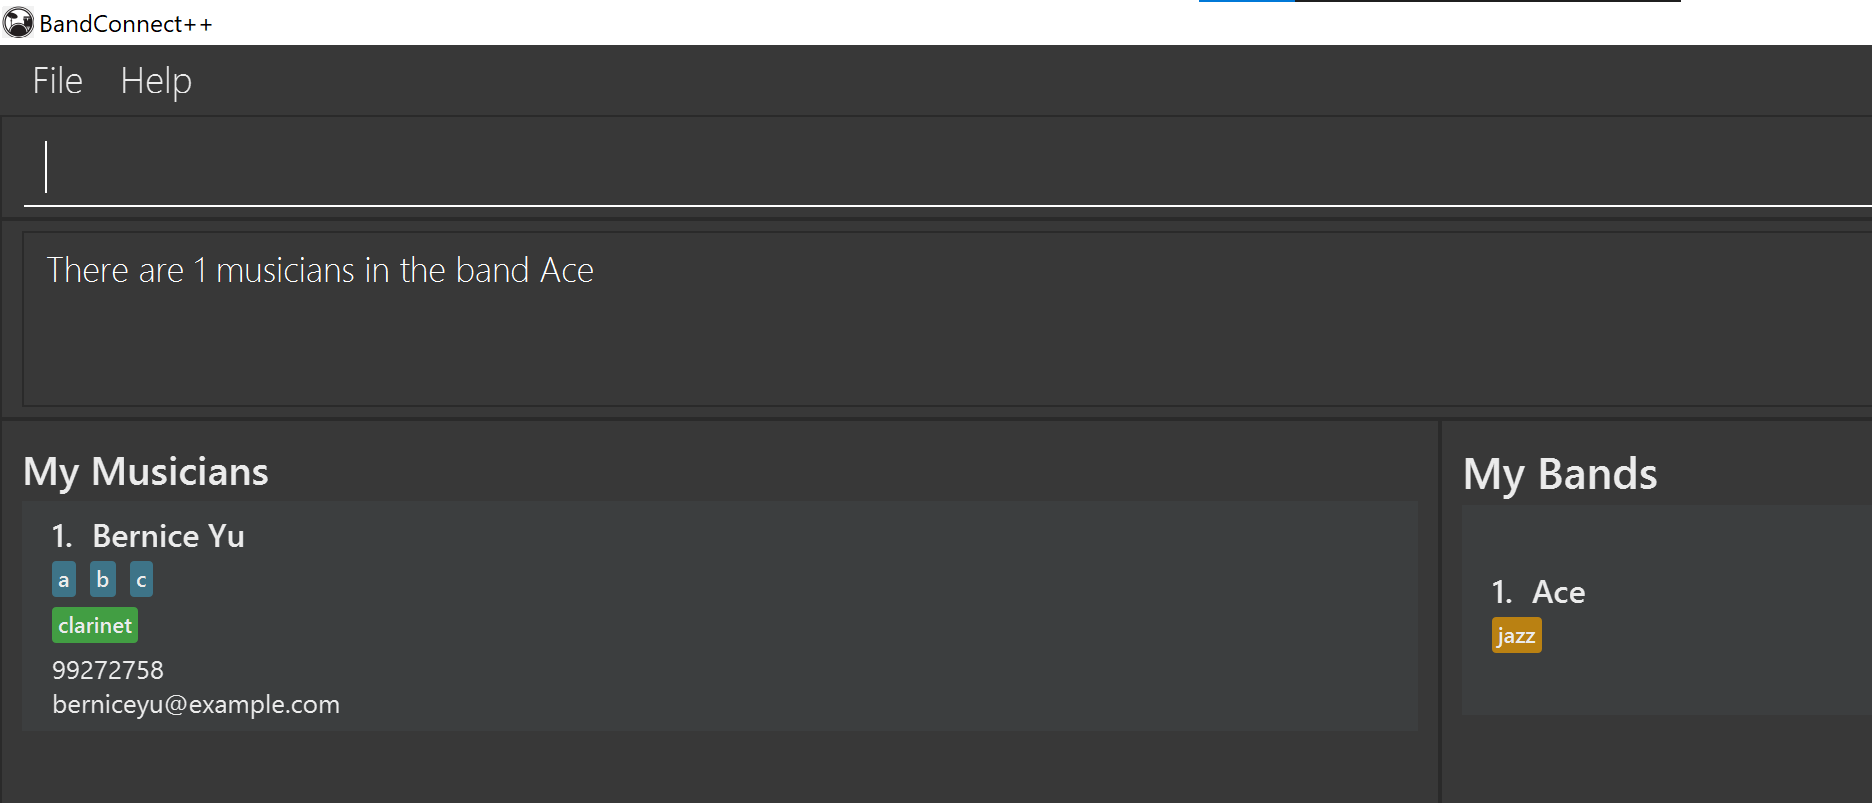 BandConnect++
File Help
There are 1 musicians in the band Ace
My Musicians
1. Bernice Yu
a b c
clarinet
99272758
berniceyu@example.com
My Bands
1. Ace
jazz